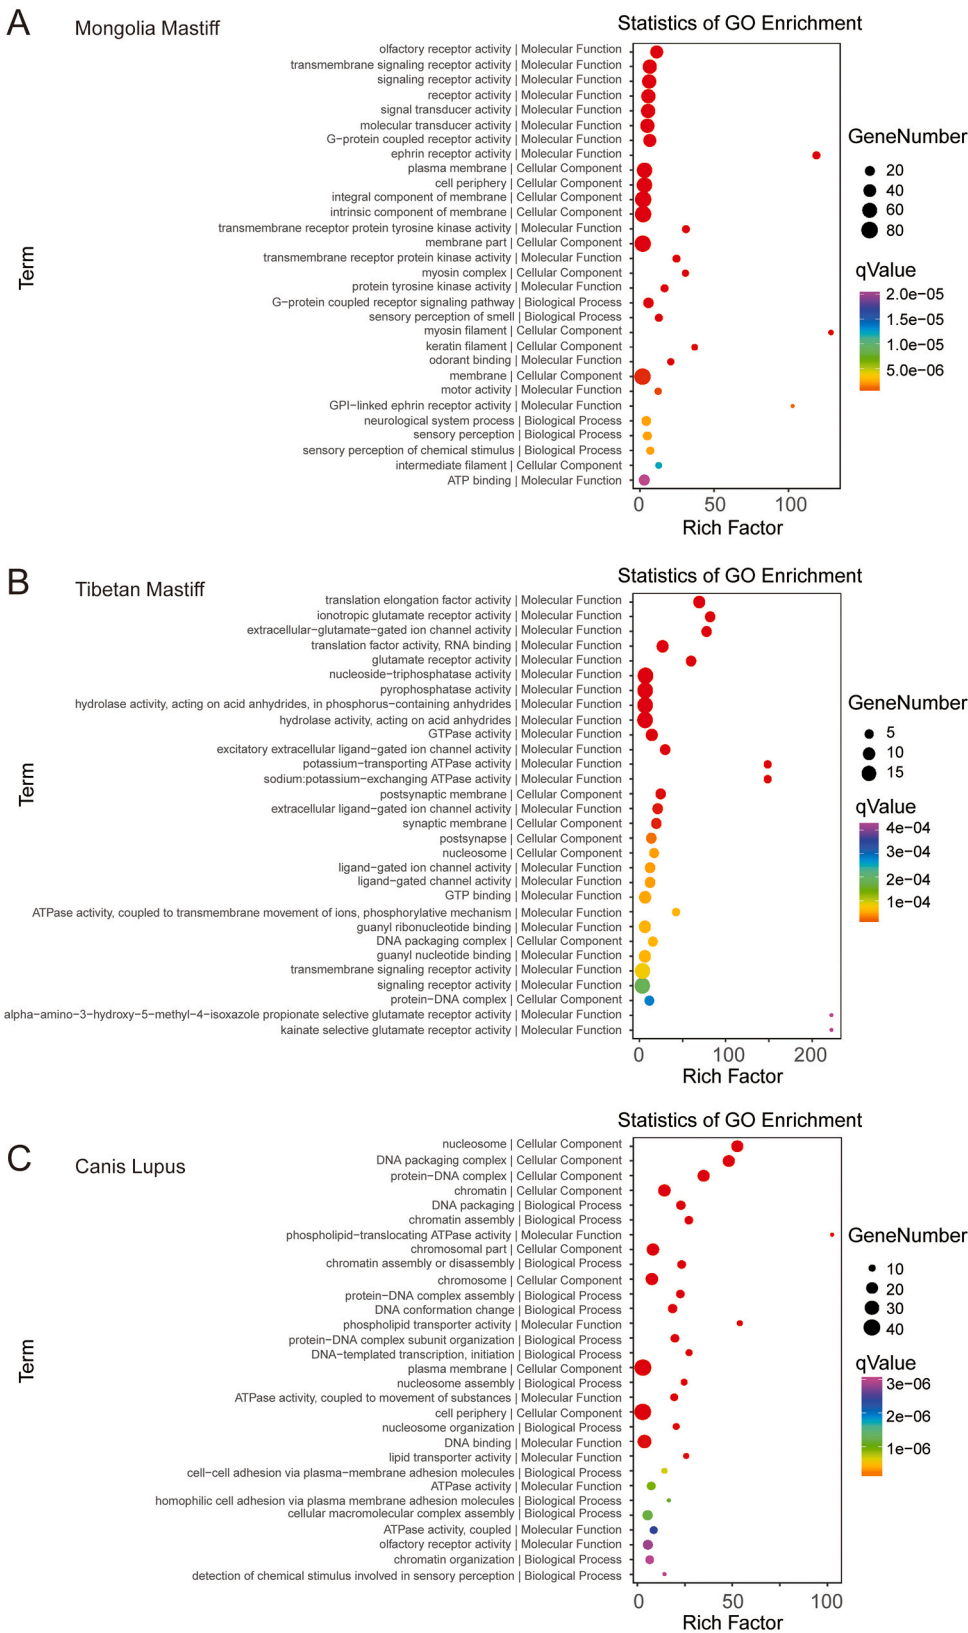 A
Mongolia Mastiff
Statistics of GO Enrichment
olfactory receptor activity | Molecular Function
transmembrane signaling receptor activity | Molecular Function
signaling receptor activity | Molecular Function
receptor activity | Molecular Function
signal transducer activity | Molecular Function
molecular transducer activity | Molecular Function
G−protein coupled receptor activity | Molecular Function
ephrin receptor activity | Molecular Function
plasma membrane | Cellular Component
cell periphery | Cellular Component
integral component of membrane | Cellular Component
intrinsic component of membrane | Cellular Component
transmembrane receptor protein tyrosine kinase activity | Molecular Function
membrane part | Cellular Component
transmembrane receptor protein kinase activity | Molecular Function
myosin complex | Cellular Component
protein tyrosine kinase activity | Molecular Function
G−protein coupled receptor signaling pathway | Biological Process
sensory perception of smell | Biological Process
myosin filament | Cellular Component
keratin filament | Cellular Component
odorant binding | Molecular Function
membrane | Cellular Component
motor activity | Molecular Function
GPI−linked ephrin receptor activity | Molecular Function
neurological system process | Biological Process
sensory perception | Biological Process
sensory perception of chemical stimulus | Biological Process
intermediate filament | Cellular Component
ATP binding | Molecular Function
Term
0 50 100
Rich Factor
GeneNumber
20
40
60
80
qValue
2.0e−05
1.5e−05
1.0e−05
5.0e−06
B
Tibetan Mastiff
Statistics of GO Enrichment
translation elongation factor activity | Molecular Function
ionotropic glutamate receptor activity | Molecular Function
extracellular−glutamate−gated ion channel activity | Molecular Function
translation factor activity, RNA binding | Molecular Function
glutamate receptor activity | Molecular Function
nucleoside−triphosphatase activity | Molecular Function
pyrophosphatase activity | Molecular Function
hydrolase activity, acting on acid anhydrides, in phosphorus−containing anhydrides | Molecular Function
hydrolase activity, acting on acid anhydrides | Molecular Function
GTPase activity | Molecular Function
excitatory extracellular ligand−gated ion channel activity | Molecular Function
potassium−transporting ATPase activity | Molecular Function
sodium:potassium−exchanging ATPase activity | Molecular Function
postsynaptic membrane | Cellular Component
extracellular ligand−gated ion channel activity | Molecular Function
synaptic membrane | Cellular Component
postsynapse | Cellular Component
nucleosome | Cellular Component
ligand−gated ion channel activity | Molecular Function
ligand−gated channel activity | Molecular Function
GTP binding | Molecular Function
ATPase activity, coupled to transmembrane movement of ions, phosphorylative mechanism | Molecular Function
guanyl ribonucleotide binding | Molecular Function
DNA packaging complex | Cellular Component
guanyl nucleotide binding | Molecular Function
transmembrane signaling receptor activity | Molecular Function
signaling receptor activity | Molecular Function
protein−DNA complex | Cellular Component
alpha−amino−3−hydroxy−5−methyl−4−isoxazole propionate selective glutamate receptor activity | Molecular Function
kainate selective glutamate receptor activity | Molecular Function
Term
0 100 200
Rich Factor
GeneNumber
5
10
15
qValue
4e−04
3e−04
2e−04
1e−04
C
Canis Lupus
Statistics of GO Enrichment
nucleosome | Cellular Component
DNA packaging complex | Cellular Component
protein−DNA complex | Cellular Component
chromatin | Cellular Component
DNA packaging | Biological Process
chromatin assembly | Biological Process
phospholipid−translocating ATPase activity | Molecular Function
chromosomal part | Cellular Component
chromatin assembly or disassembly | Biological Process
chromosome | Cellular Component
protein−DNA complex assembly | Biological Process
DNA conformation change | Biological Process
phospholipid transporter activity | Molecular Function
protein−DNA complex subunit organization | Biological Process
DNA−templated transcription, initiation | Biological Process
plasma membrane | Cellular Component
nucleosome assembly | Biological Process
ATPase activity, coupled to movement of substances | Molecular Function
cell periphery | Cellular Component
nucleosome organization | Biological Process
DNA binding | Molecular Function
lipid transporter activity | Molecular Function
cell−cell adhesion via plasma−membrane adhesion molecules | Biological Process
ATPase activity | Molecular Function
homophilic cell adhesion via plasma membrane adhesion molecules | Biological Process
cellular macromolecular complex assembly | Biological Process
ATPase activity, coupled | Molecular Function
olfactory receptor activity | Molecular Function
chromatin organization | Biological Process
detection of chemical stimulus involved in sensory perception | Biological Process
Term
0 50 100
Rich Factor
GeneNumber
10
20
30
40
qValue
3e−06
2e−06
1e−06